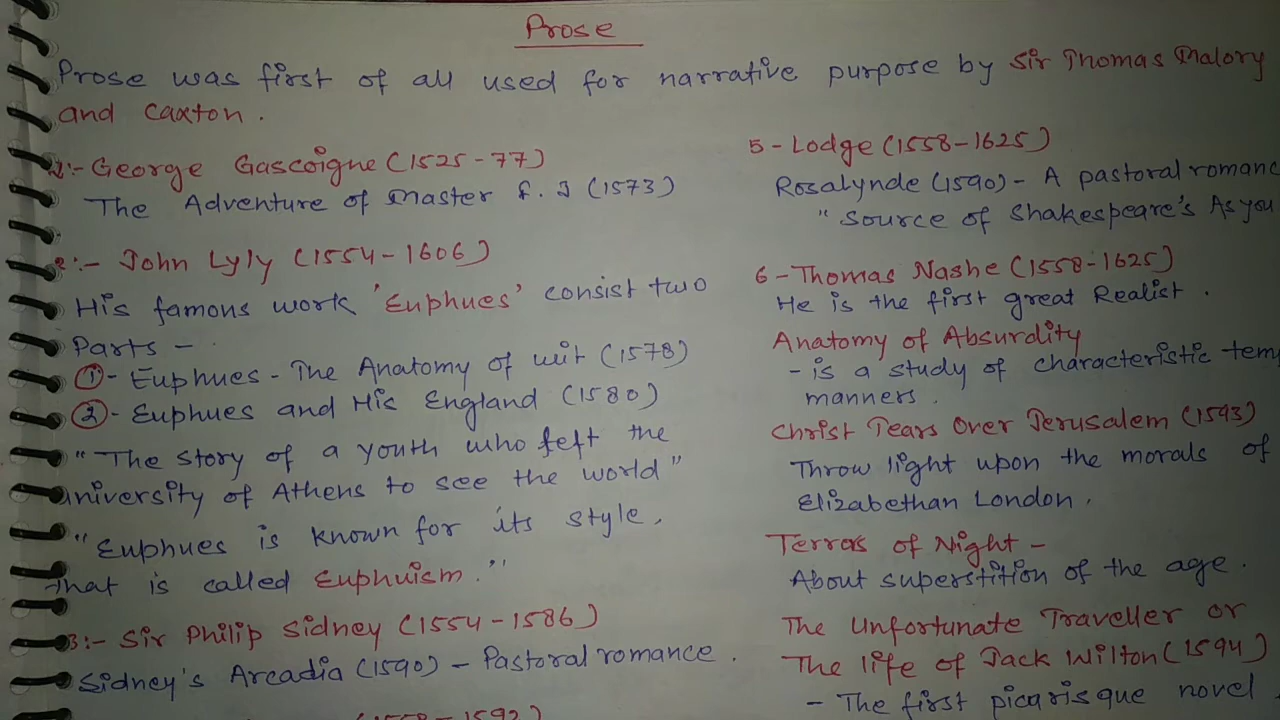 Prose
Prose was first of all used for narrative purpose by Sir Thomas Malory
and Caxton.
1:- George Gascoigne (1525-77)
The Adventure of Master F. J (1573)
2:- John Lyly (1554-1606)
His famous work 'Euphues' consist two
Parts -
① - Euphues - The Anatomy of wit (1578)
② - Euphues and His England (1580)
"The story of a youth who left the
university of Athens to see the world"
"Euphues is known for its style,
that is called Euphuism."
3:- Sir Philip Sidney (1554-1586)
Sidney's Arcadia (1590) - Pastoral romance.
1592)
5 - Lodge (1558-1625)
Rosalynde (1590) - A pastoral romanc
"Source of Shakespeare's As you
6 - Thomas Nashe (1558-1625)
He is the first great Realist.
Anatomy of Absurdity
- is a study of characteristic tem
manners.
Christ Tears Over Jerusalem (1593)
Throw light upon the morals of
Elizabethan London.
Terrors of Night -
About superstition of the age.
The Unfortunate Traveller or
The life of Jack Wilton (1594)
- The first picarisque novel.